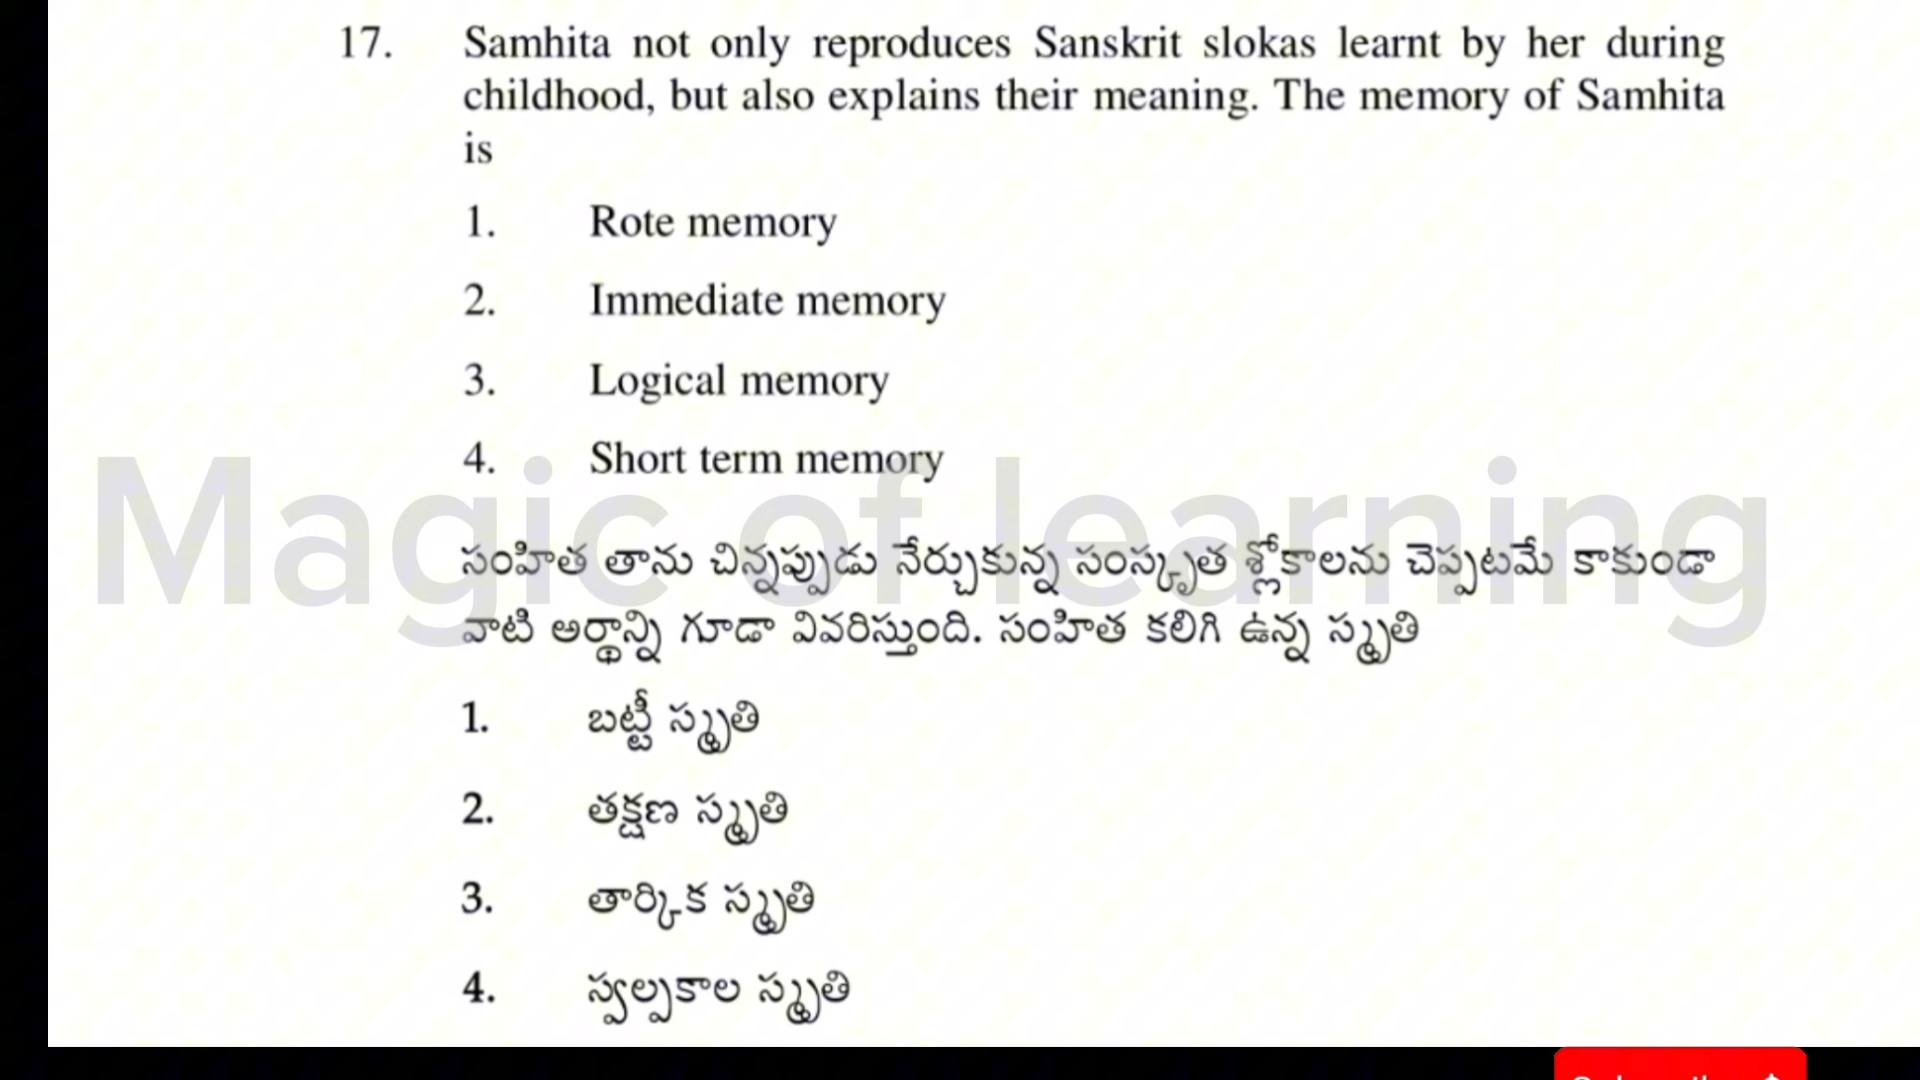 17. Samhita not only reproduces Sanskrit slokas learnt by her during
childhood, but also explains their meaning. The memory of Samhita
is
1. Rote memory
2. Immediate memory
3. Logical memory
4. Short term memory
Magic of learning
సంహిత తాను చిన్నప్పుడు నేర్చుకున్న సంస్కృత శ్లోకాలను చెప్పటమే కాకుండా
వాటి అర్థాన్ని గూడా వివరిస్తుంది. సంహిత కలిగి ఉన్న స్మృతి
1. బట్టీ స్మృతి
2. తక్షణ స్మృతి
3. తార్కిక స్మృతి
4. స్వల్పకాల స్మృతి